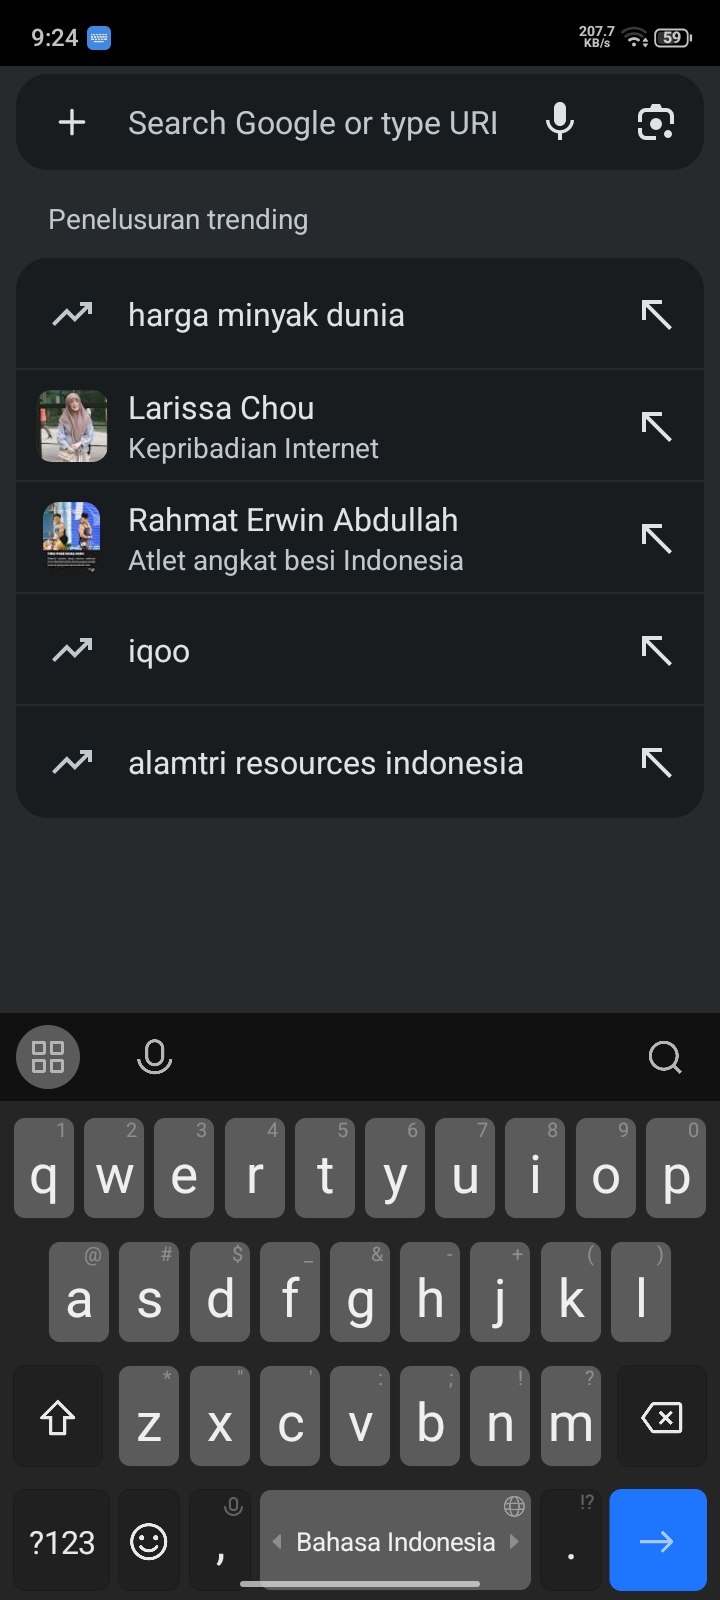 9:24
207.7
KB/s
59
Search Google or type URI
Penelusuran trending
harga minyak dunia
Larissa Chou
Kepribadian Internet
Rahmat Erwin Abdullah
Atlet angkat besi Indonesia
iqoo
alamtri resources indonesia
1 2 3 4 5 6 7 8 9 0
q w e r t y u i o p
@ # $ _ & - + ( )
a s d f g h j k l
* " ' : ; ! ?
z x c v b n m
!?
?123 , Bahasa Indonesia .